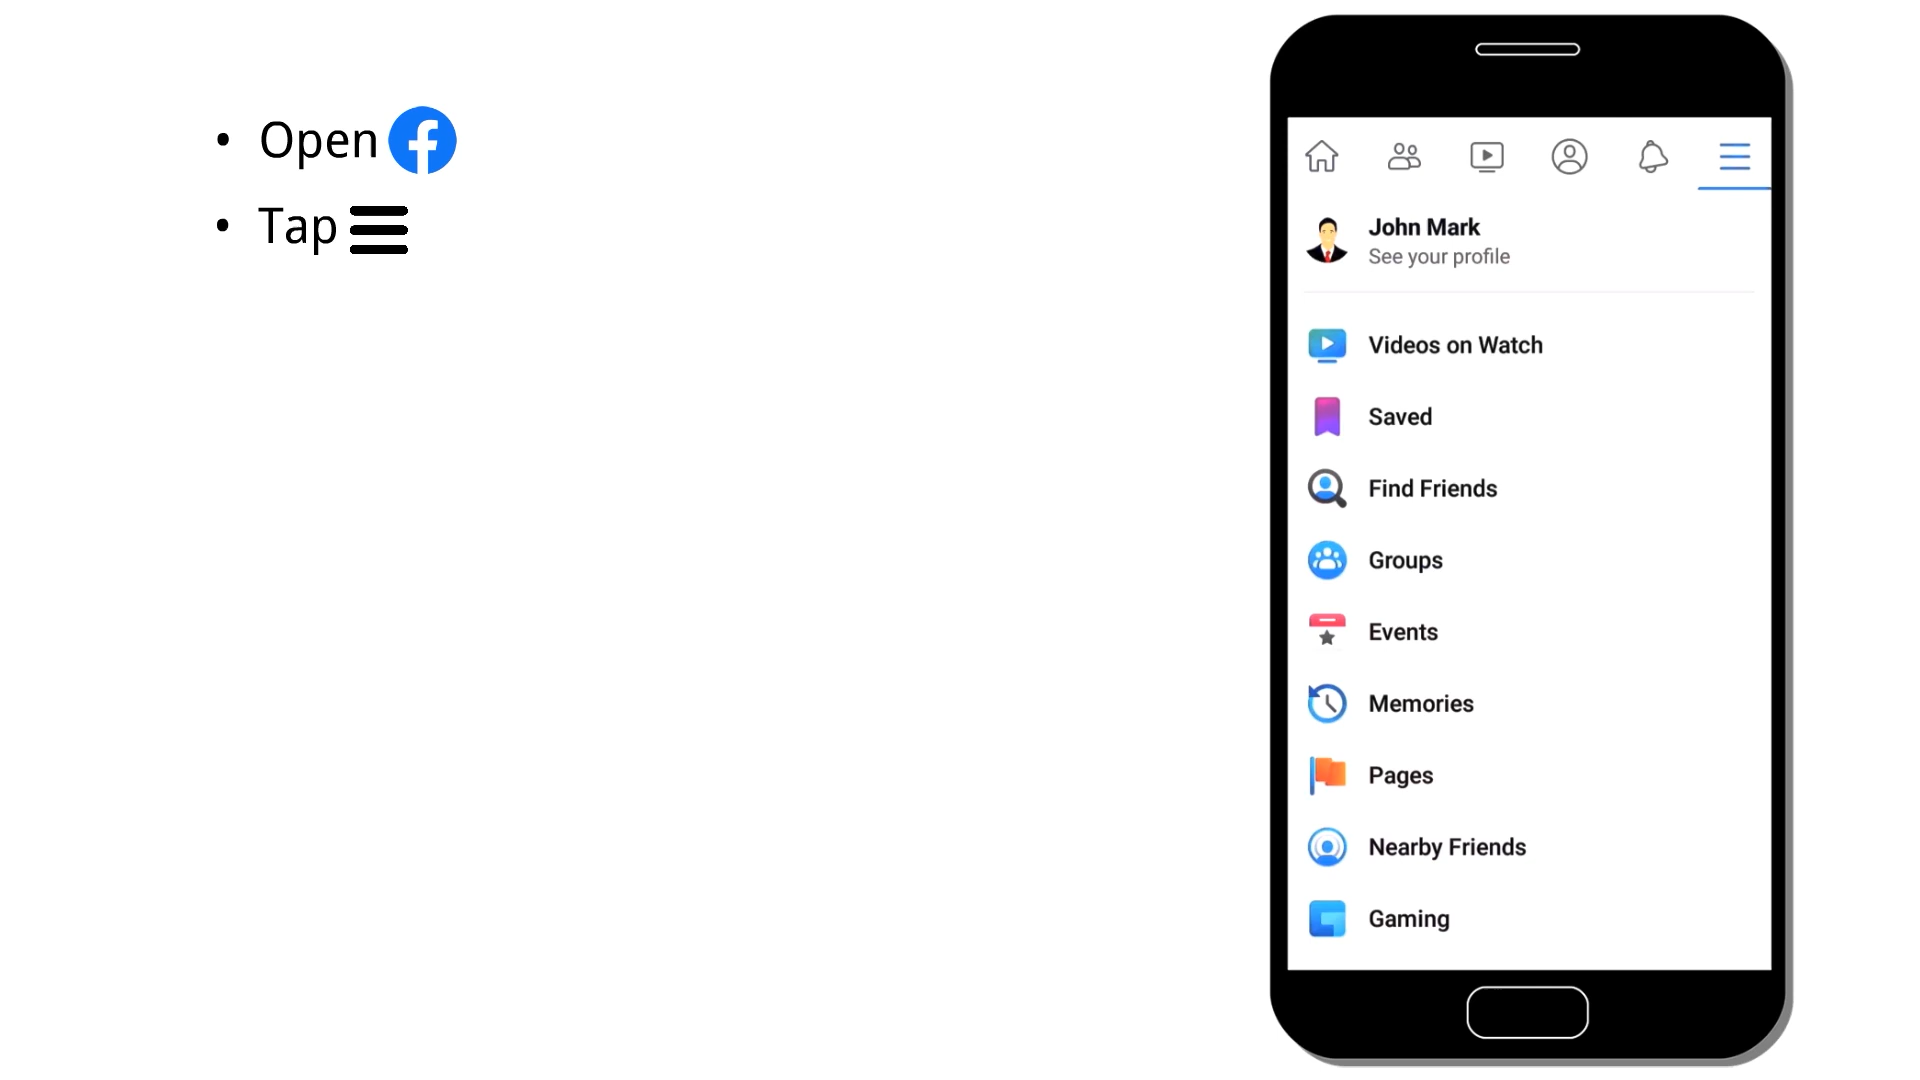 • Open
• Tap
John Mark
See your profile
Videos on Watch
Saved
Find Friends
Groups
Events
Memories
Pages
Nearby Friends
Gaming